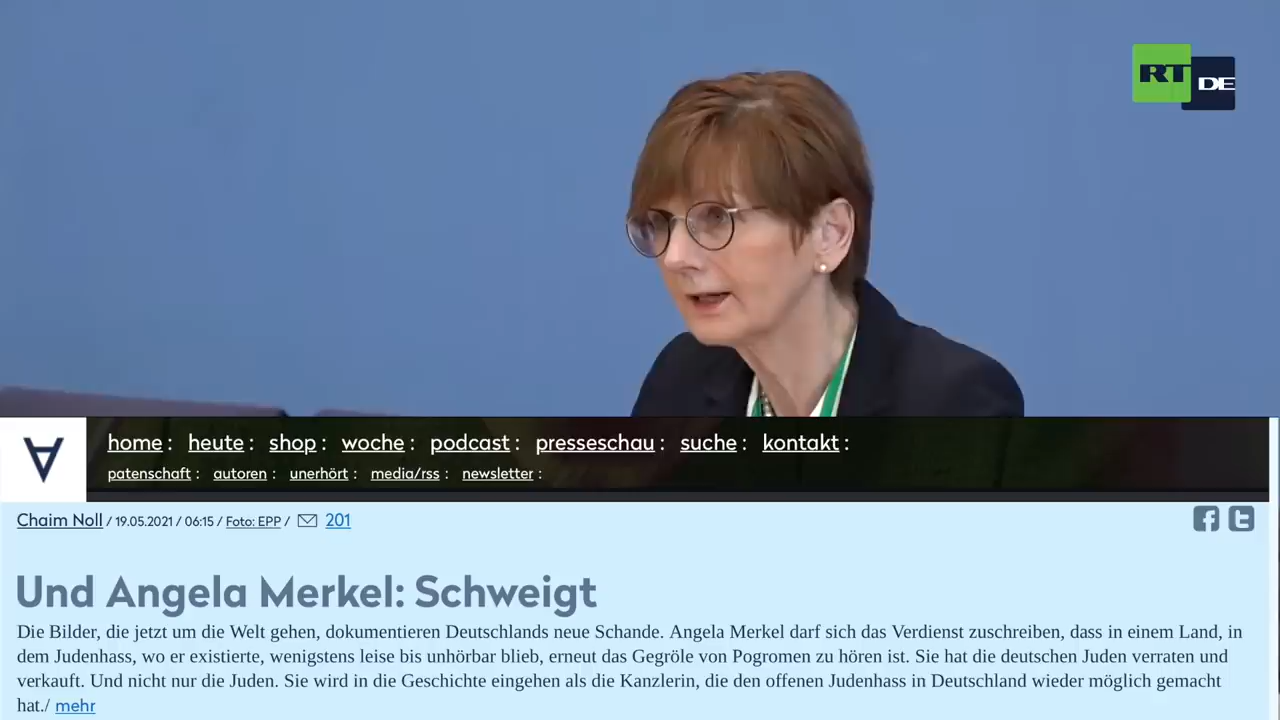 RT
DE
home : heute : shop : woche : podcast : presseschau : suche : kontakt :
patenschaft : autoren : unerhört : media/rss : newsletter :
Chaim Noll / 19.05.2021 / 06:15 / Foto: EPP / 201
Und Angela Merkel: Schweigt
Die Bilder, die jetzt um die Welt gehen, dokumentieren Deutschlands neue Schande. Angela Merkel darf sich das Verdienst zuschreiben, dass in einem Land, in
dem Judenhass, wo er existierte, wenigstens leise bis unhörbar blieb, erneut das Gegröle von Pogromen zu hören ist. Sie hat die deutschen Juden verraten und
verkauft. Und nicht nur die Juden. Sie wird in die Geschichte eingehen als die Kanzlerin, die den offenen Judenhass in Deutschland wieder möglich gemacht
hat./ mehr